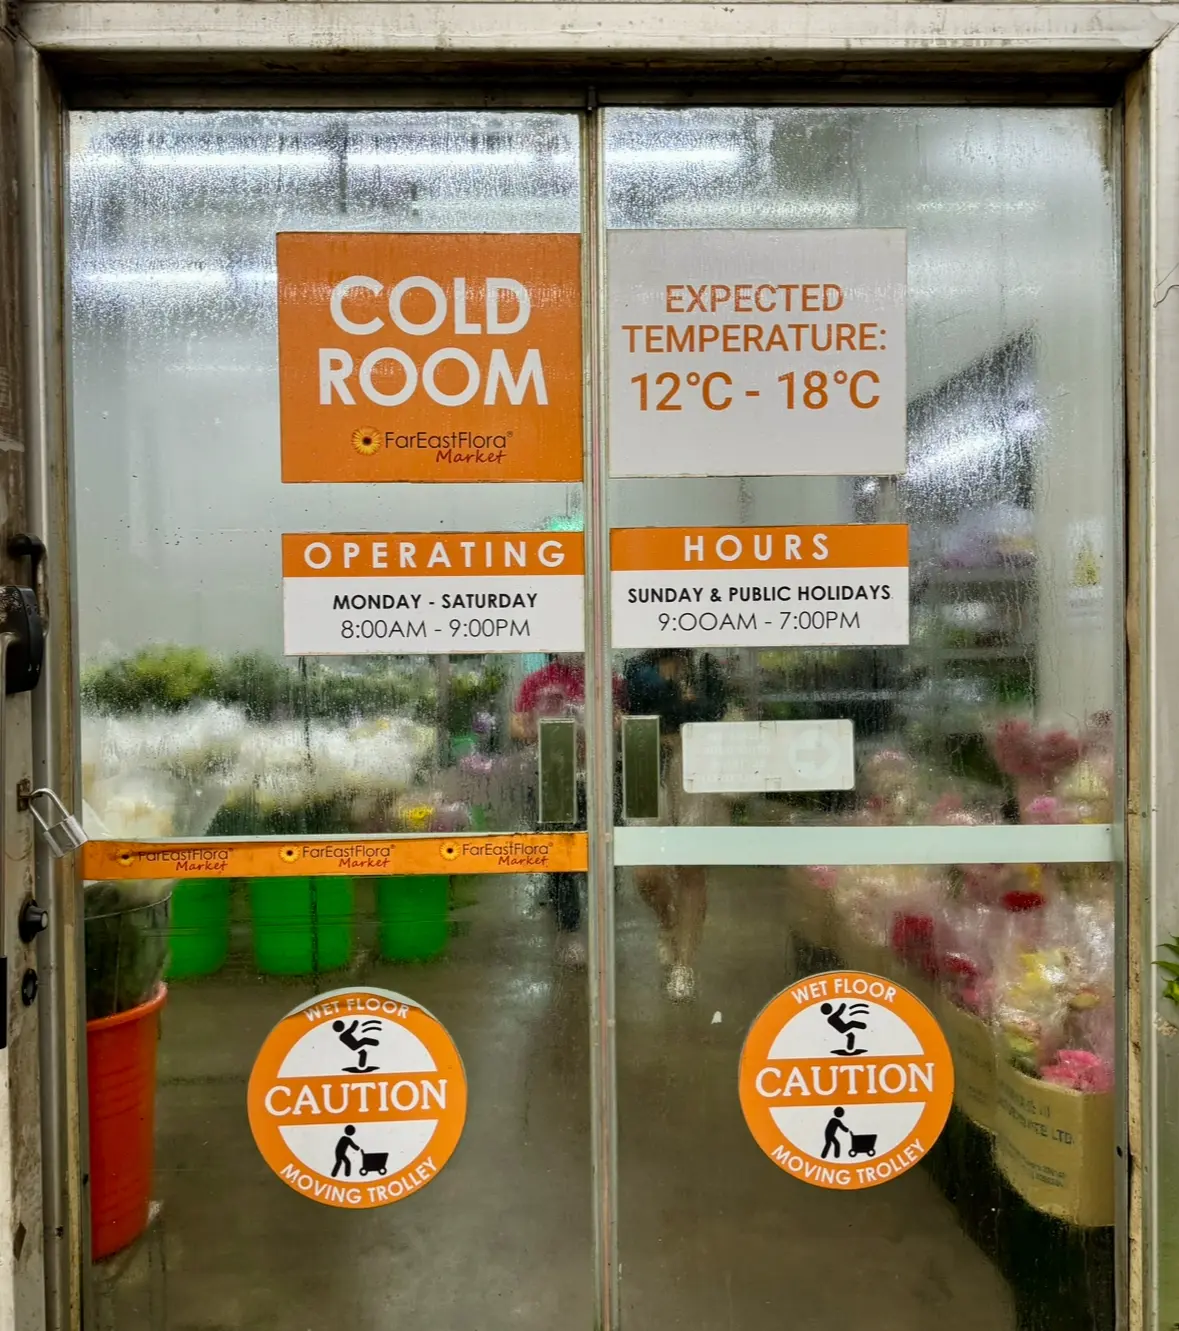 COLD
ROOM
FarEastFlora®
Market
EXPECTED
TEMPERATURE:
12°C - 18°C
OPERATING
MONDAY - SATURDAY
8:00AM - 9:00PM
HOURS
SUNDAY & PUBLIC HOLIDAYS
9:00AM - 7:00PM
FarEastFlora®
Market
FarEastFlora®
Market
FarEastFlora®
Market
WET FLOOR
CAUTION
MOVING TROLLEY
WET FLOOR
CAUTION
MOVING TROLLEY
LTD